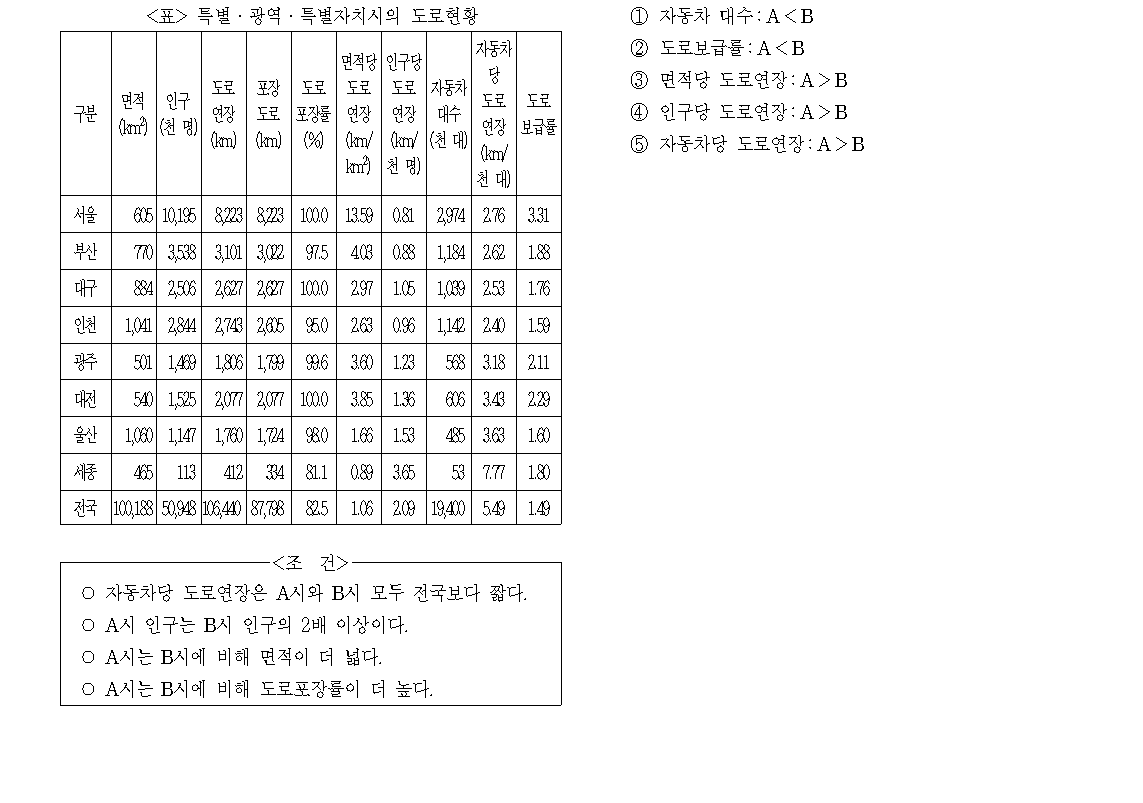 <표> 특별·광역·특별자치시의 도로현황
구분 면적(km²) 인구(천 명) 도로연장(km) 포장도로(km) 도로포장률(%) 면적당도로연장(km/km²) 인구당도로연장(km/천 명) 자동차대수(천 대) 자동차당도로연장(km/천 대) 도로보급률
서울 605 10,195 8,223 8,223 100.0 13.59 0.81 2,974 2.76 3.31
부산 770 3,538 3,101 3,022 97.5 4.03 0.88 1,184 2.62 1.88
대구 884 2,506 2,627 2,627 100.0 2.97 1.05 1,039 2.53 1.76
인천 1,041 2,844 2,743 2,605 95.0 2.63 0.96 1,142 2.40 1.59
광주 501 1,469 1,806 1,799 99.6 3.60 1.23 568 3.18 2.11
대전 540 1,525 2,077 2,077 100.0 3.85 1.36 606 3.43 2.29
울산 1,060 1,147 1,760 1,724 98.0 1.66 1.53 485 3.63 1.60
세종 465 113 412 334 81.1 0.89 3.65 53 7.77 1.80
전국 100,188 50,948 106,440 87,798 82.5 1.06 2.09 19,400 5.49 1.49
<조 건>
○ 자동차당 도로연장은 A시와 B시 모두 전국보다 짧다.
○ A시 인구는 B시 인구의 2배 이상이다.
○ A시는 B시에 비해 면적이 더 넓다.
○ A시는 B시에 비해 도로포장률이 더 높다.
① 자동차 대수:A<B
② 도로보급률:A<B
③ 면적당 도로연장:A>B
④ 인구당 도로연장:A>B
⑤ 자동차당 도로연장:A>B